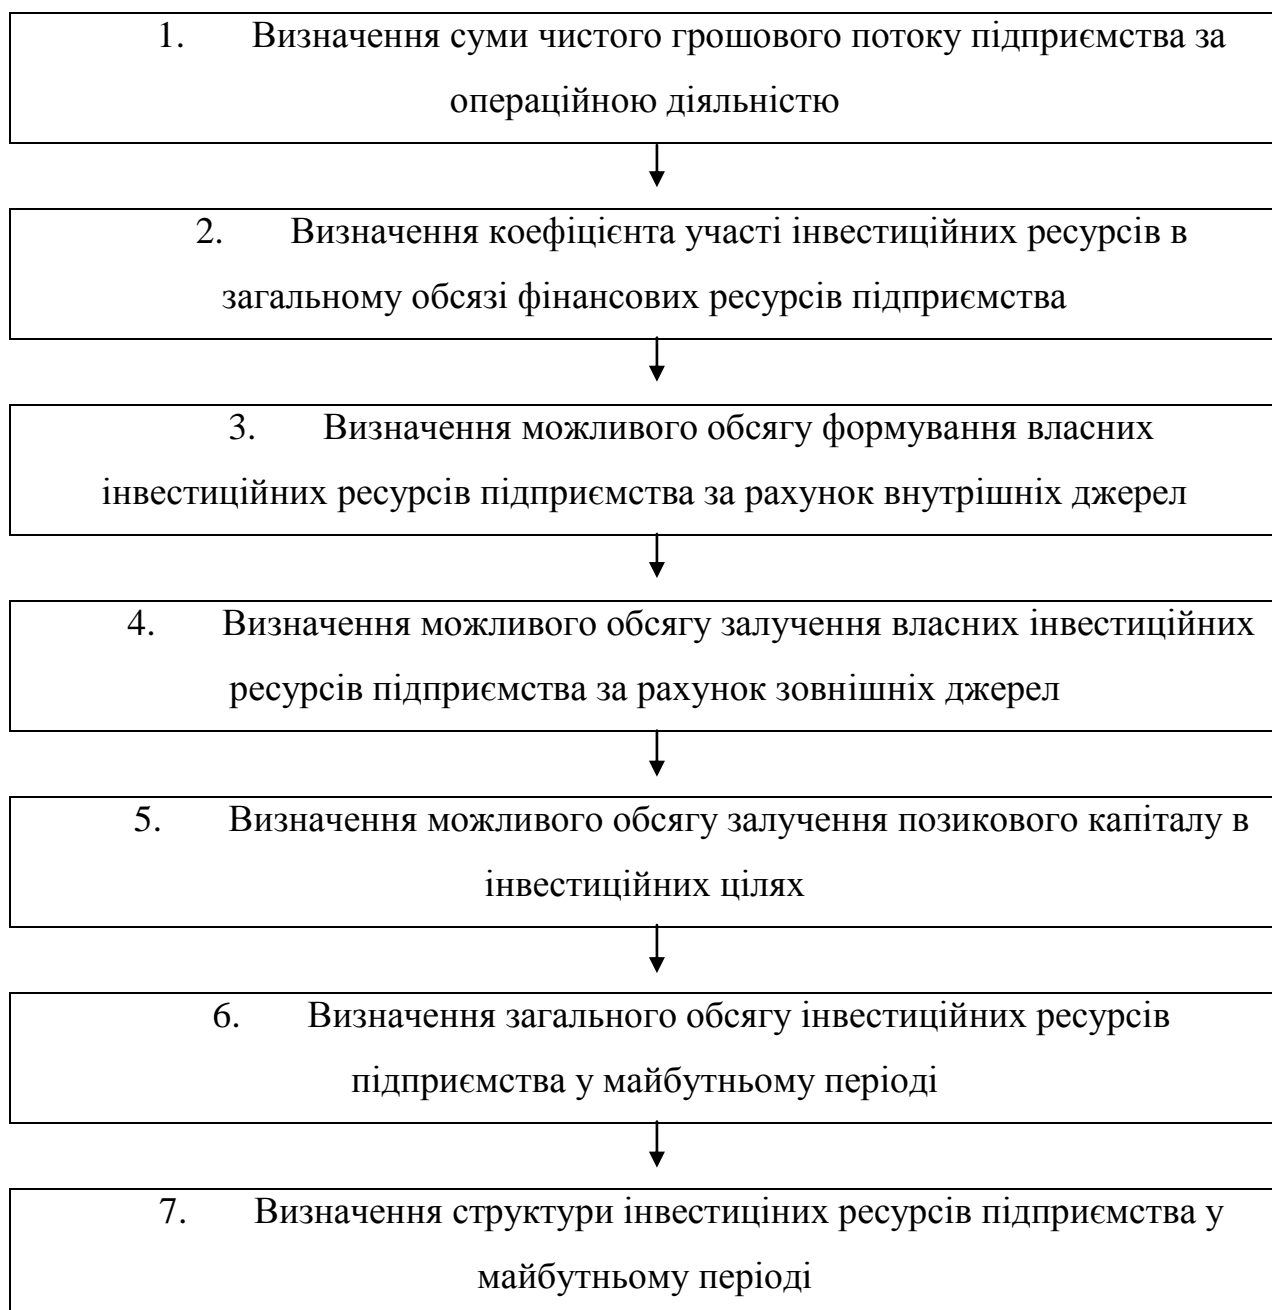 1. Визначення суми чистого грошового потоку підприємства за
операційною діяльністю
2. Визначення коефіцієнта участі інвестиційних ресурсів в
загальному обсязі фінансових ресурсів підприємства
3. Визначення можливого обсягу формування власних
інвестиційних ресурсів підприємства за рахунок внутрішніх джерел
4. Визначення можливого обсягу залучення власних інвестиційних
ресурсів підприємства за рахунок зовнішніх джерел
5. Визначення можливого обсягу залучення позикового капіталу в
інвестиційних цілях
6. Визначення загального обсягу інвестиційних ресурсів
підприємства у майбутньому періоді
7. Визначення структури інвестиціних ресурсів підприємства у
майбутньому періоді